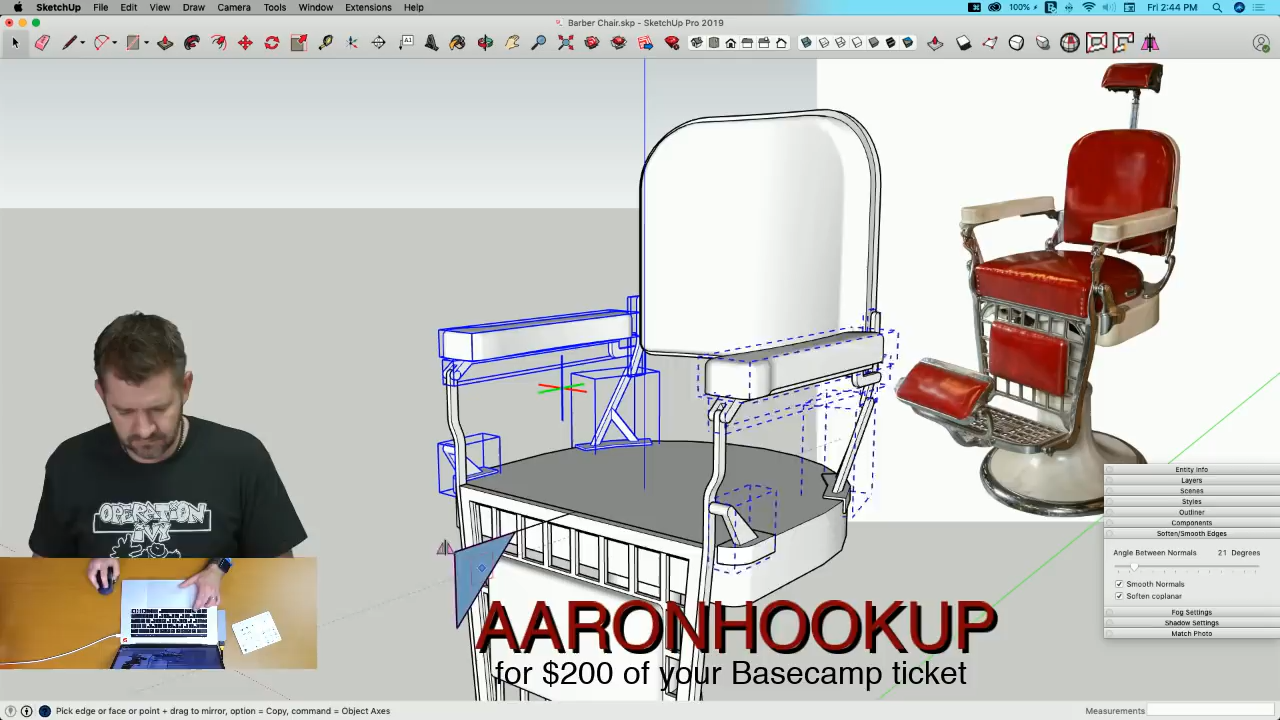 SketchUp File Edit View Draw Camera Tools Window Extensions Help 100% Fri 2:44 PM
Barber Chair.skp - SketchUp Pro 2019
A1
Entity Info
Layers
Scenes
Styles
Outliner
Components
Soften/Smooth Edges
Angle Between Normals 21 Degrees
Smooth Normals
Soften coplanar
Fog Settings
Shadow Settings
Match Photo
OPERATION
AARONHOOKUP
for $200 of your Basecamp ticket
Pick edge or face or point + drag to mirror, option = Copy, command = Object Axes
Measurements